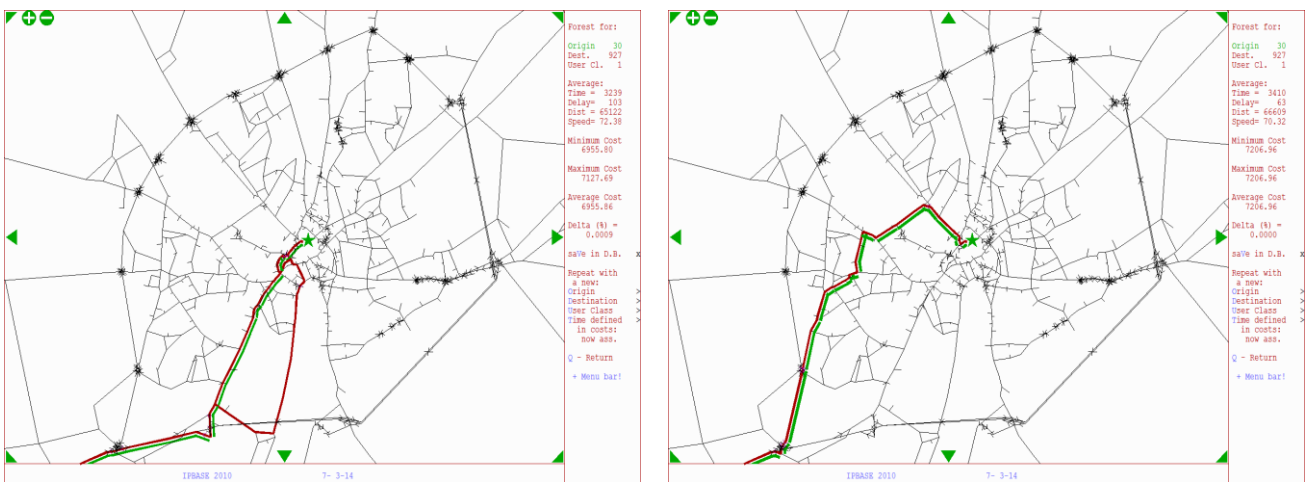 Forest for:
Origin 30
Dest. 927
User Cl. 1
Average:
Time = 3239
Delay= 103
Dist = 65122
Speed= 72.38
Minimum Cost
6955.80
Maximum Cost
7127.69
Average Cost
6955.86
Delta (%) =
0.0009
saVe in D.B. x
Repeat with
a new:
Origin >
Destination >
User Class >
Time defined >
in costs:
now ass.
Q - Return
+ Menu bar!
IPBASE 2010 7- 3-14
Forest for:
Origin 30
Dest. 927
User Cl. 1
Average:
Time = 3410
Delay= 63
Dist = 66609
Speed= 70.32
Minimum Cost
7206.96
Maximum Cost
7206.96
Average Cost
7206.96
Delta (%) =
0.0000
saVe in D.B. x
Repeat with
a new:
Origin >
Destination >
User Class >
Time defined >
in costs:
now ass.
Q - Return
+ Menu bar!
IPBASE 2010 7- 3-14